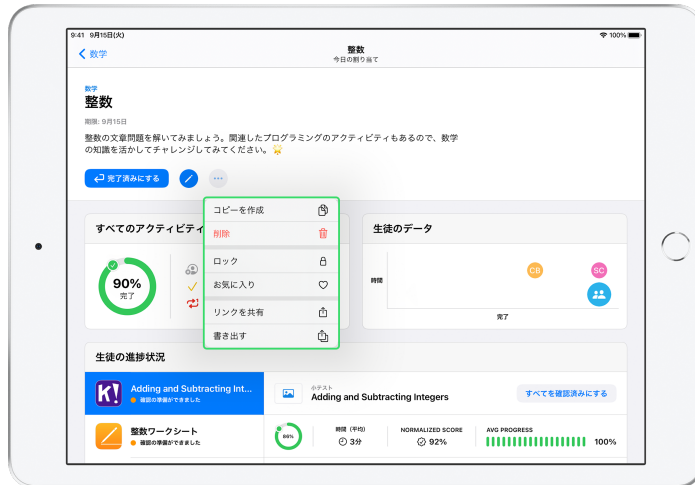 9:41 9月15日(火)
100%
数学
整数
今日の割り当て
数学
整数
期限: 9月15日
整数の文章問題を解いてみましょう。関連したプログラミングのアクティビティもあるので、数学
の知識を活かしてチャレンジしてみてください。🌟
完了済みにする
すべてのアクティビティ
90%
完了
コピーを作成
削除
ロック
お気に入り
リンクを共有
書き出す
生徒のデータ
時間
CB
SC
完了
生徒の進捗状況
K!
Adding and Subtracting Int...
確認の準備ができました
小テスト
Adding and Subtracting Integers
すべてを確認済みにする
整数ワークシート
確認の準備ができました
86%
時間 (平均)
3分
NORMALIZED SCORE
92%
AVG PROGRESS
100%